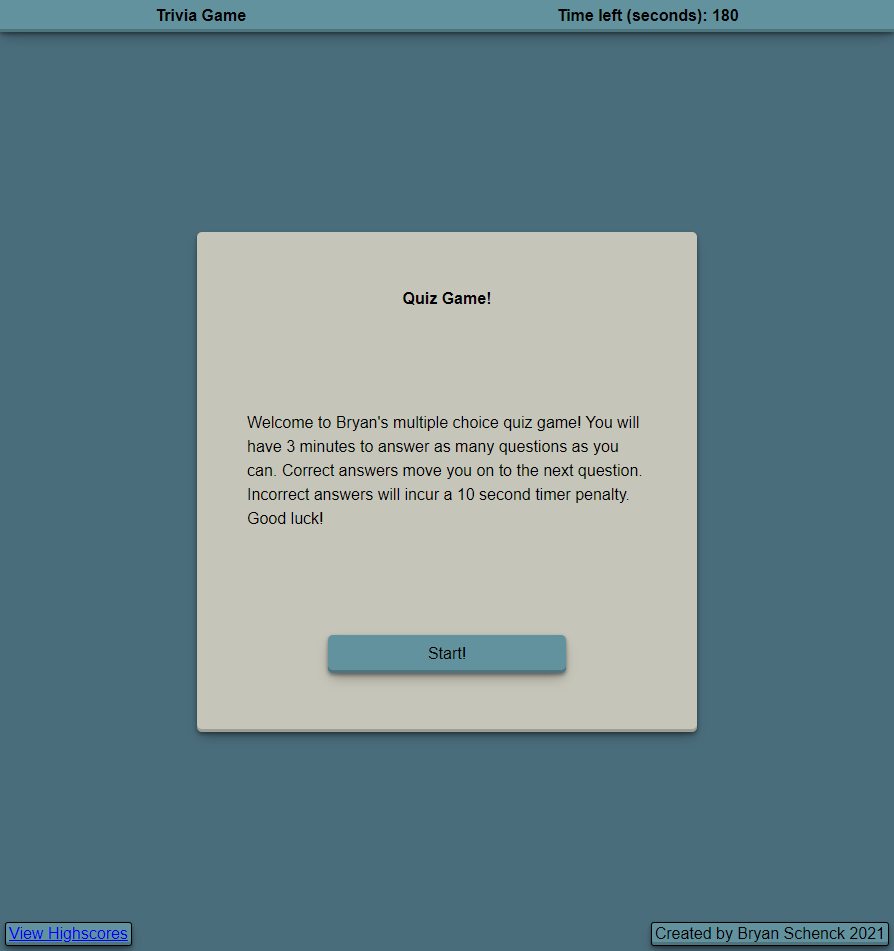 Trivia Game
Time left (seconds): 180
Quiz Game!
Welcome to Bryan's multiple choice quiz game! You will
have 3 minutes to answer as many questions as you
can. Correct answers move you on to the next question.
Incorrect answers will incur a 10 second timer penalty.
Good luck!
Start!
View Highscores
Created by Bryan Schenck 2021